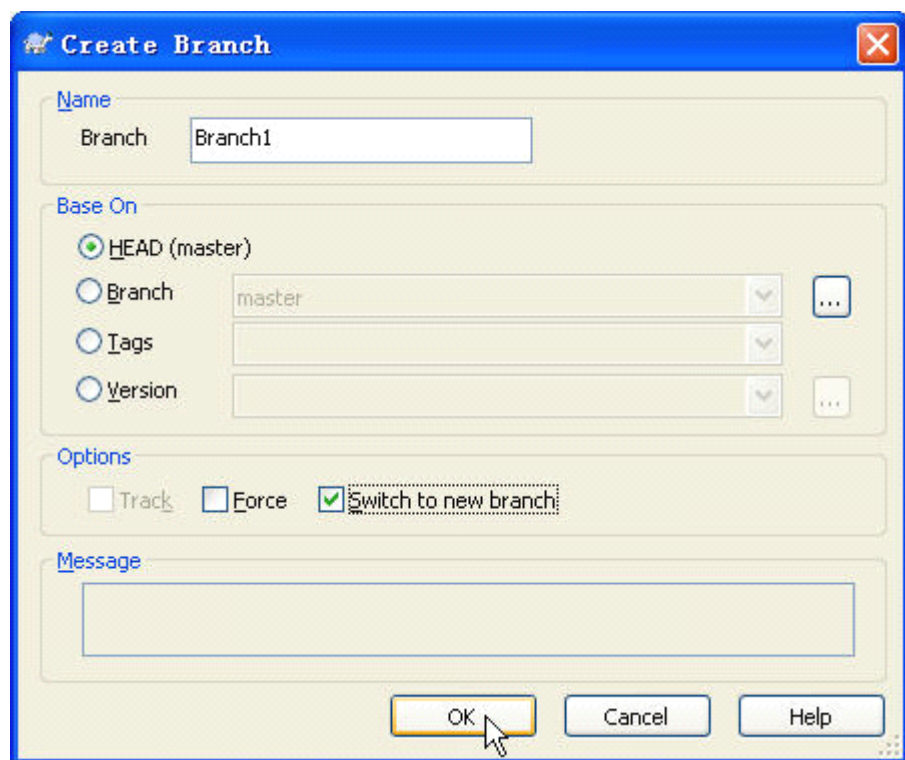 Create Branch
Name
Branch Branch1
Base On
HEAD (master)
Branch master ...
Tags
Version ...
Options
Track Force Switch to new branch
Message
OK Cancel Help